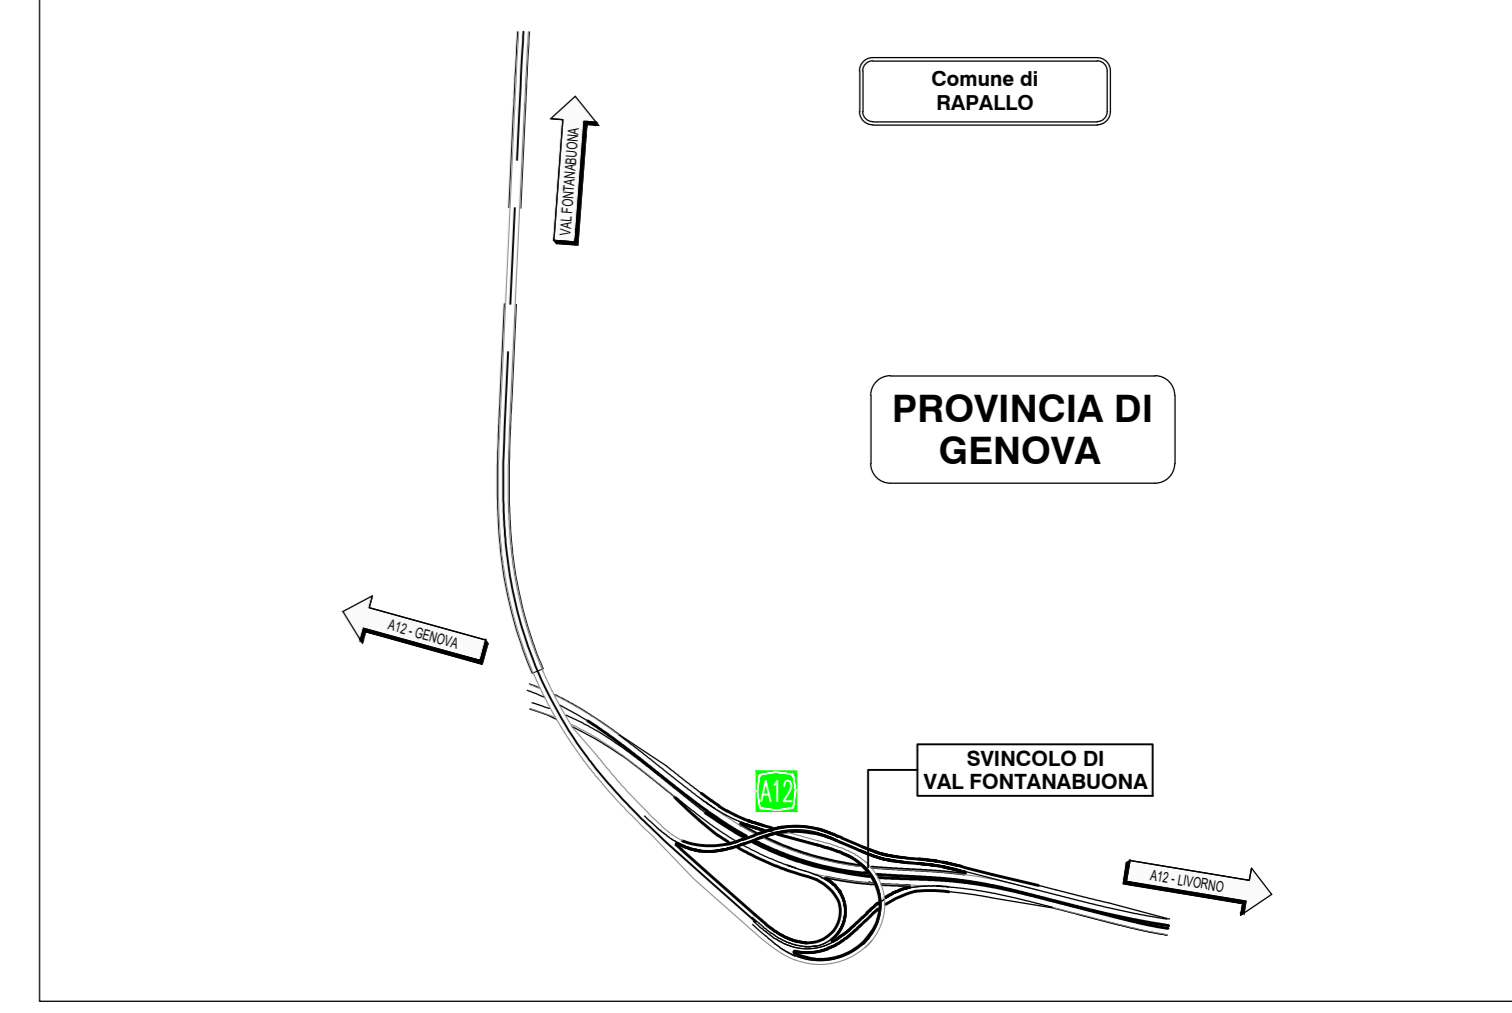 Comune di
RAPALLO
VAL FONTANABUONA
PROVINCIA DI
GENOVA
A12 - GENOVA
SVINCOLO DI
VAL FONTANABUONA
A12
A12 - LIVORNO